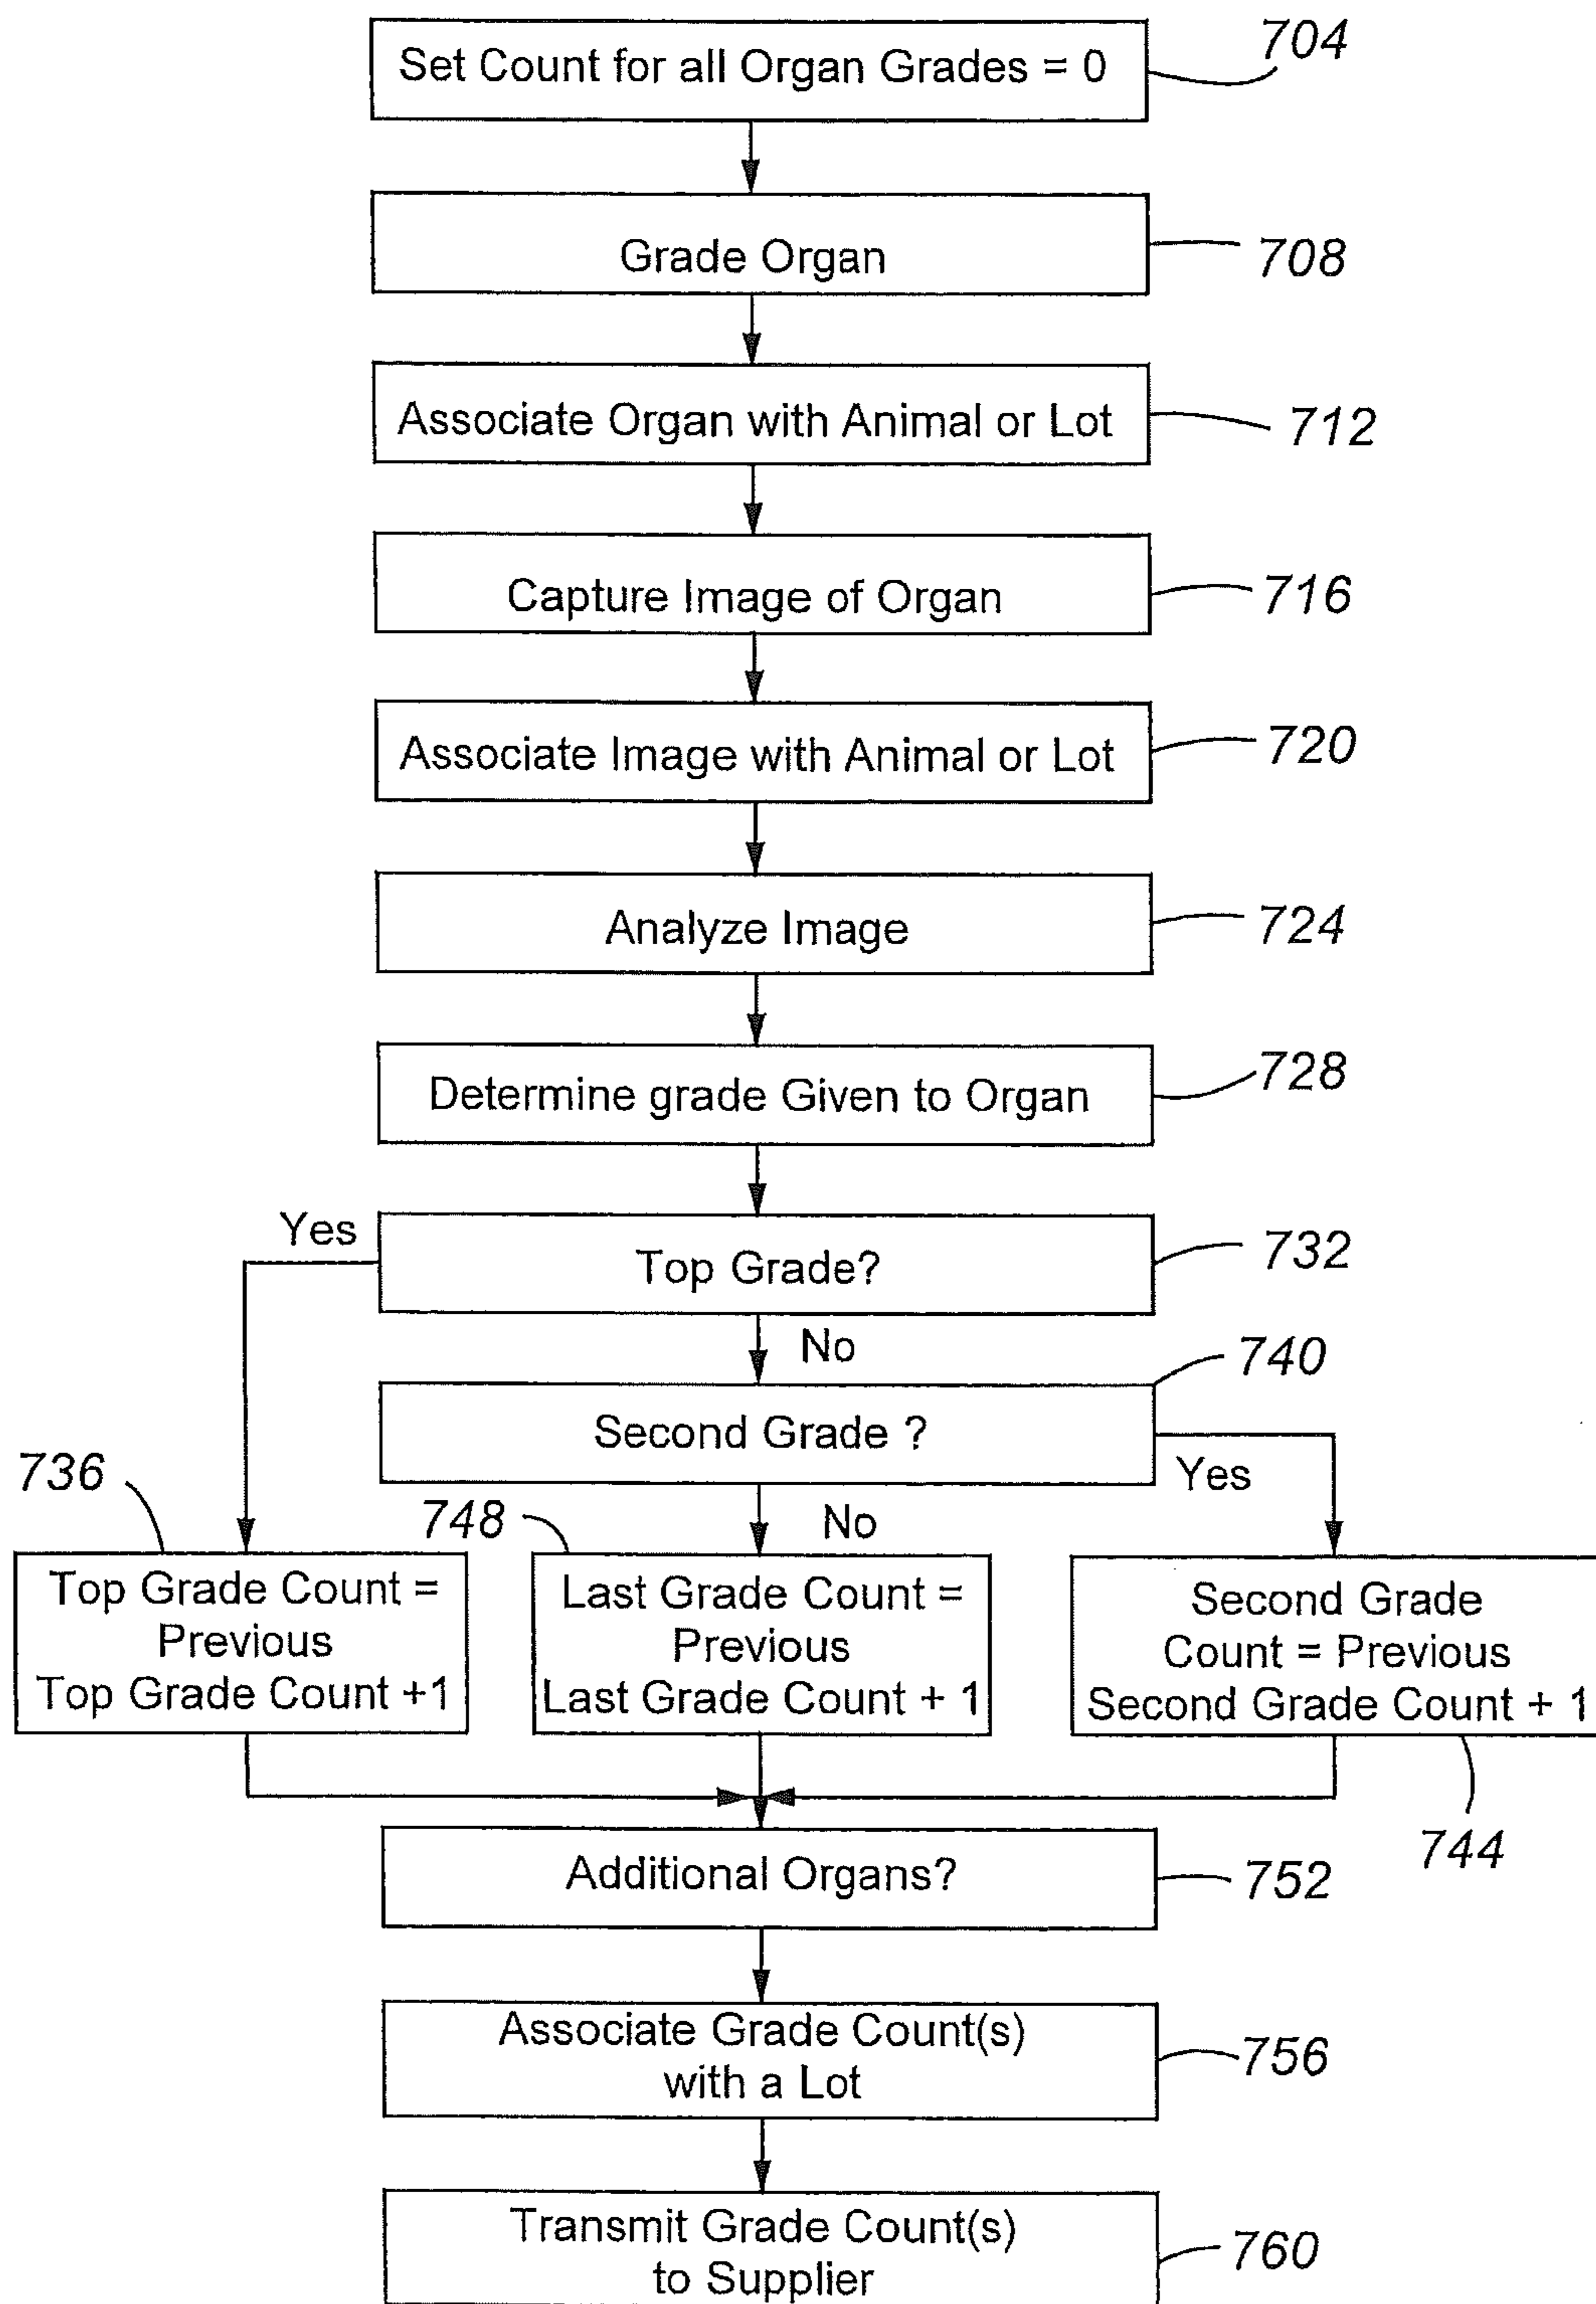 Set Count for all Organ Grades = 0
704
Grade Organ
708
Associate Organ with Animal or Lot
712
Capture Image of Organ
716
Associate Image with Animal or Lot
720
Analyze Image
724
Determine grade Given to Organ
728
Yes
Top Grade?
732
No
740
Second Grade ?
Yes
736
748
No
Top Grade Count =
Previous
Top Grade Count +1
Last Grade Count =
Previous
Last Grade Count + 1
Second Grade
Count = Previous
Second Grade Count + 1
744
Additional Organs?
752
Associate Grade Count(s)
with a Lot
756
Transmit Grade Count(s)
to Supplier
760